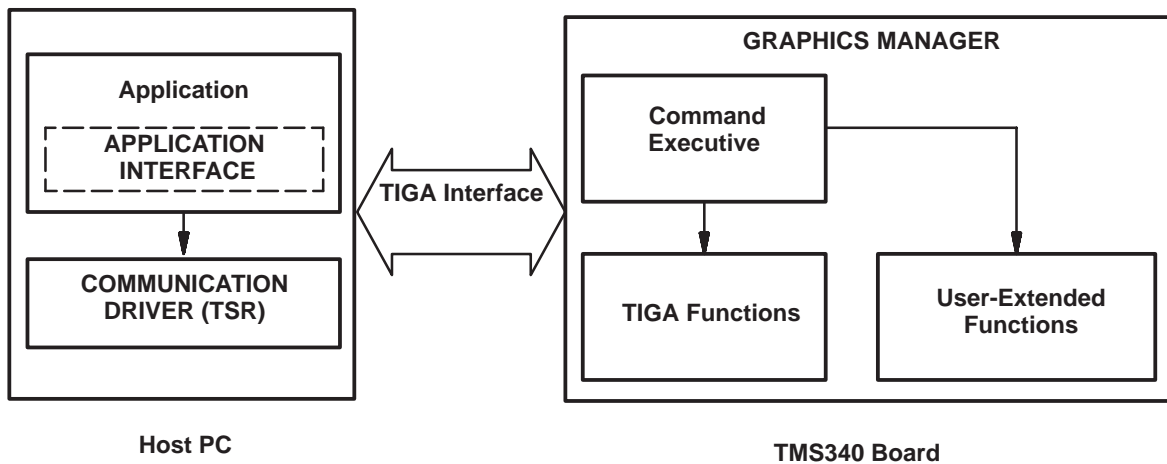 Application
APPLICATION
INTERFACE
COMMUNICATION
DRIVER (TSR)
Host PC
TIGA Interface
GRAPHICS MANAGER
Command
Executive
TIGA Functions
User-Extended
Functions
TMS340 Board